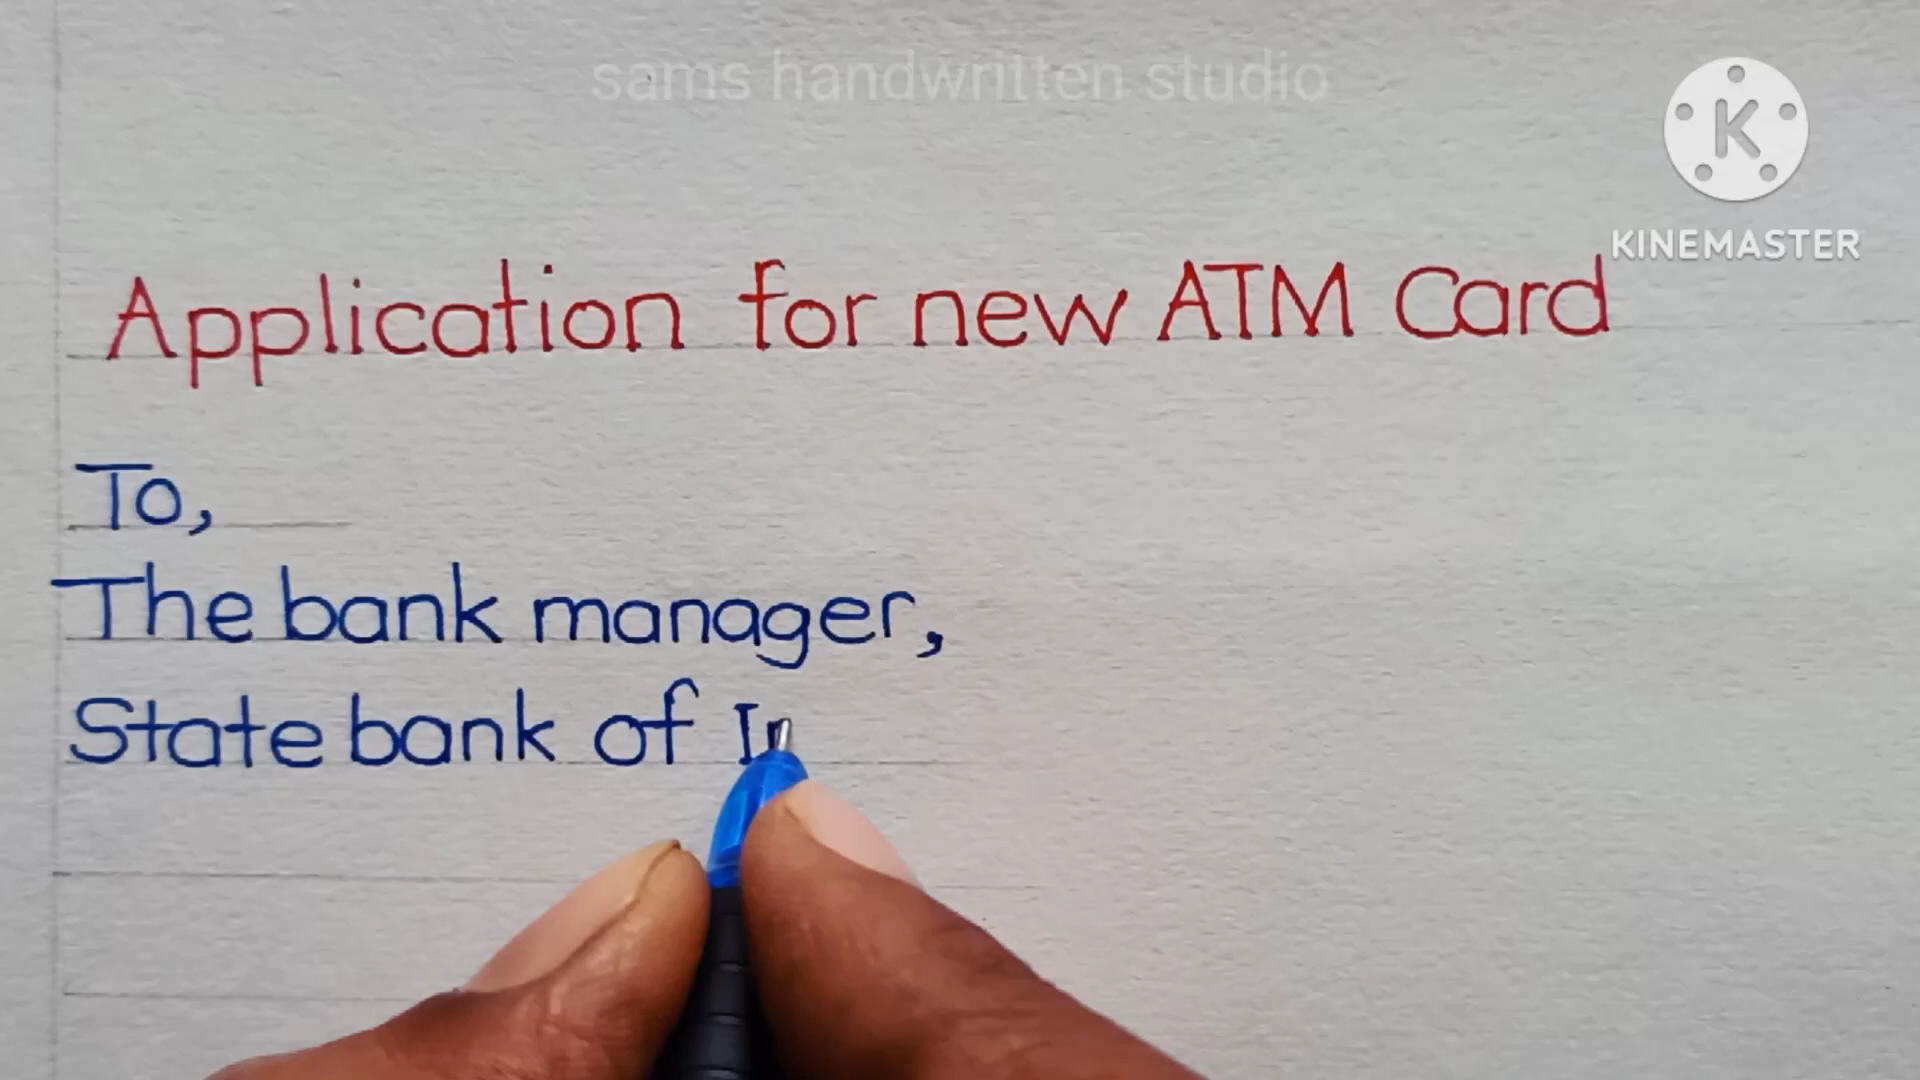 sams handwritten studio
K
KINEMASTER
Application for new ATM Card
To,
The bank manager,
State bank of I